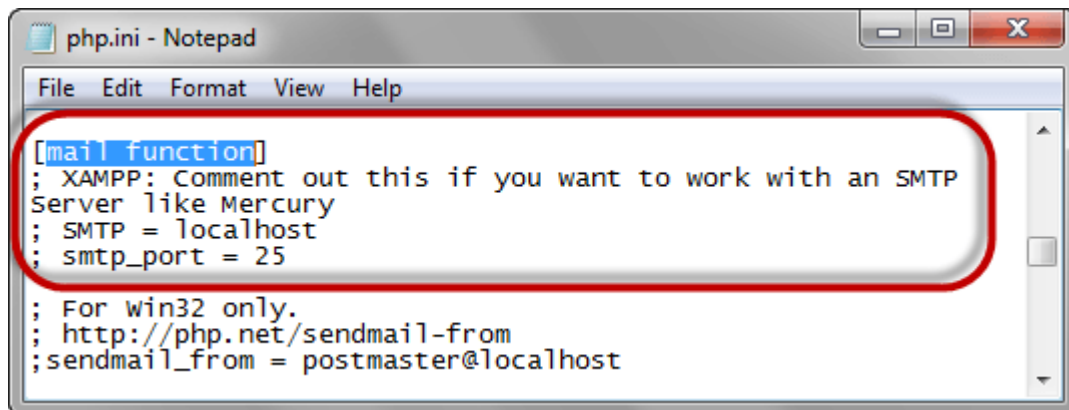 php.ini - Notepad
File Edit Format View Help
[mail function]
; XAMPP: Comment out this if you want to work with an SMTP
Server like Mercury
; SMTP = localhost
; smtp_port = 25
; For Win32 only.
; http://php.net/sendmail-from
;sendmail_from = postmaster@localhost